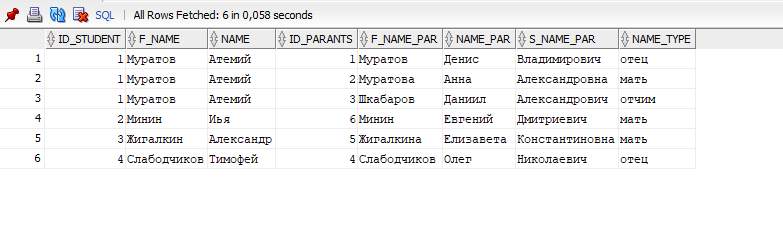 SQL | All Rows Fetched: 6 in 0,058 seconds
ID_STUDENT F_NAME NAME ID_PARANTS F_NAME_PAR NAME_PAR S_NAME_PAR NAME_TYPE
1 1 Муратов Атемий 1 Муратов Денис Владимирович отец
2 1 Муратов Атемий 2 Муратова Анна Александровна мать
3 1 Муратов Атемий 3 Шкабаров Даниил Александрович отчим
4 2 Минин Илья 6 Минин Евгений Дмитриевич мать
5 3 Жигалкин Александр 5 Жигалкина Елизавета Константиновна мать
6 4 Слабодчиков Тимофей 4 Слабодчиков Олег Николаевич отец